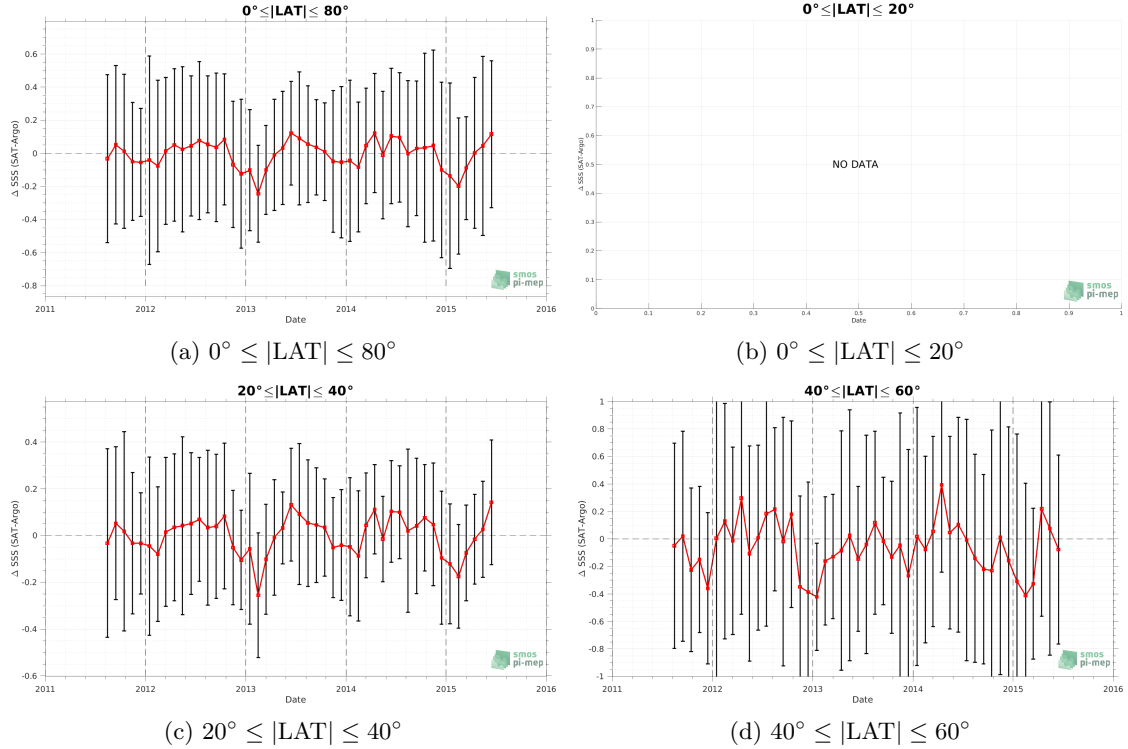 0°≤|LAT|≤ 80°
Δ SSS (SAT-Argo)
0.6
0.4
0.2
0
-0.2
-0.4
-0.6
-0.8
2011 2012 2013 2014 2015 2016
Date
smos
pi-mep
(a) 0° ≤ |LAT| ≤ 80°
0°≤|LAT|≤ 20°
Δ SSS (SAT-Argo)
1
0.9
0.8
0.7
0.6
0.5
0.4
0.3
0.2
0.1
0
NO DATA
0 0.1 0.2 0.3 0.4 0.5 0.6 0.7 0.8 0.9 1
Date
smos
pi-mep
(b) 0° ≤ |LAT| ≤ 20°
20°≤|LAT|≤ 40°
Δ SSS (SAT-Argo)
0.4
0.2
0
-0.2
-0.4
-0.6
2011 2012 2013 2014 2015 2016
Date
smos
pi-mep
(c) 20° ≤ |LAT| ≤ 40°
40°≤|LAT|≤ 60°
Δ SSS (SAT-Argo)
1
0.8
0.6
0.4
0.2
0
-0.2
-0.4
-0.6
-0.8
-1
2011 2012 2013 2014 2015 2016
Date
smos
pi-mep
(d) 40° ≤ |LAT| ≤ 60°